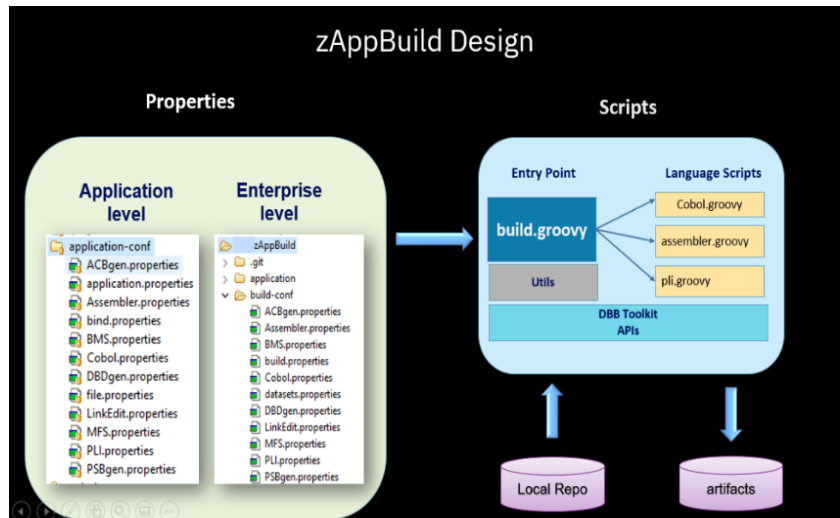 zAppBuild Design
Properties
Application
level
application-conf
ACBgen.properties
application.properties
Assembler.properties
bind.properties
BMS.properties
Cobol.properties
DBDgen.properties
file.properties
LinkEdit.properties
MFS.properties
PLI.properties
PSBgen.properties
Enterprise
level
zAppBuild
.git
application
build-conf
ACBgen.properties
Assembler.properties
BMS.properties
build.properties
Cobol.properties
datasets.properties
DBDgen.properties
LinkEdit.properties
MFS.properties
PLI.properties
PSBgen.properties
Scripts
Entry Point
build.groovy
Utils
Language Scripts
Cobol.groovy
assembler.groovy
pli.groovy
DBB Toolkit
APIs
Local Repo
artifacts